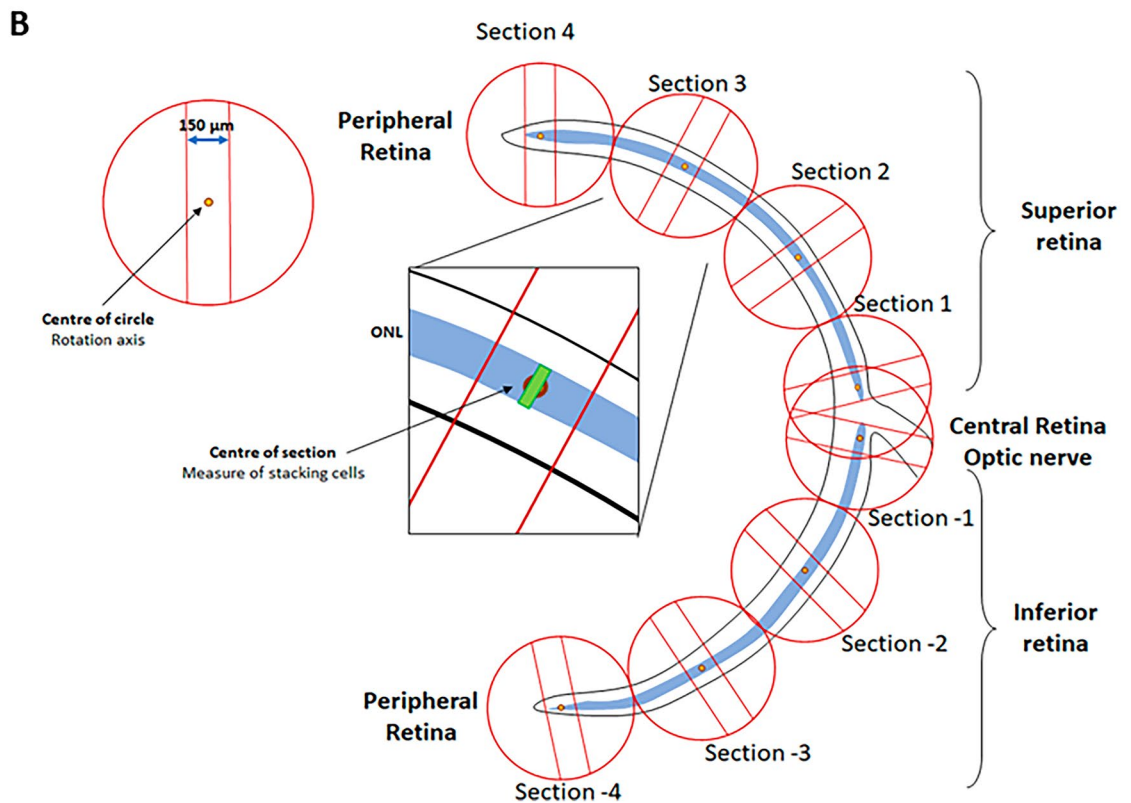 B
Section 4
Section 3
Peripheral
Retina
150 µm
Section 2
Superior
retina
Section 1
ONL
Centre of circle
Rotation axis
Centre of section
Measure of stacking cells
Central Retina
Optic nerve
Section -1
Inferior
retina
Section -2
Peripheral
Retina
Section -3
Section -4